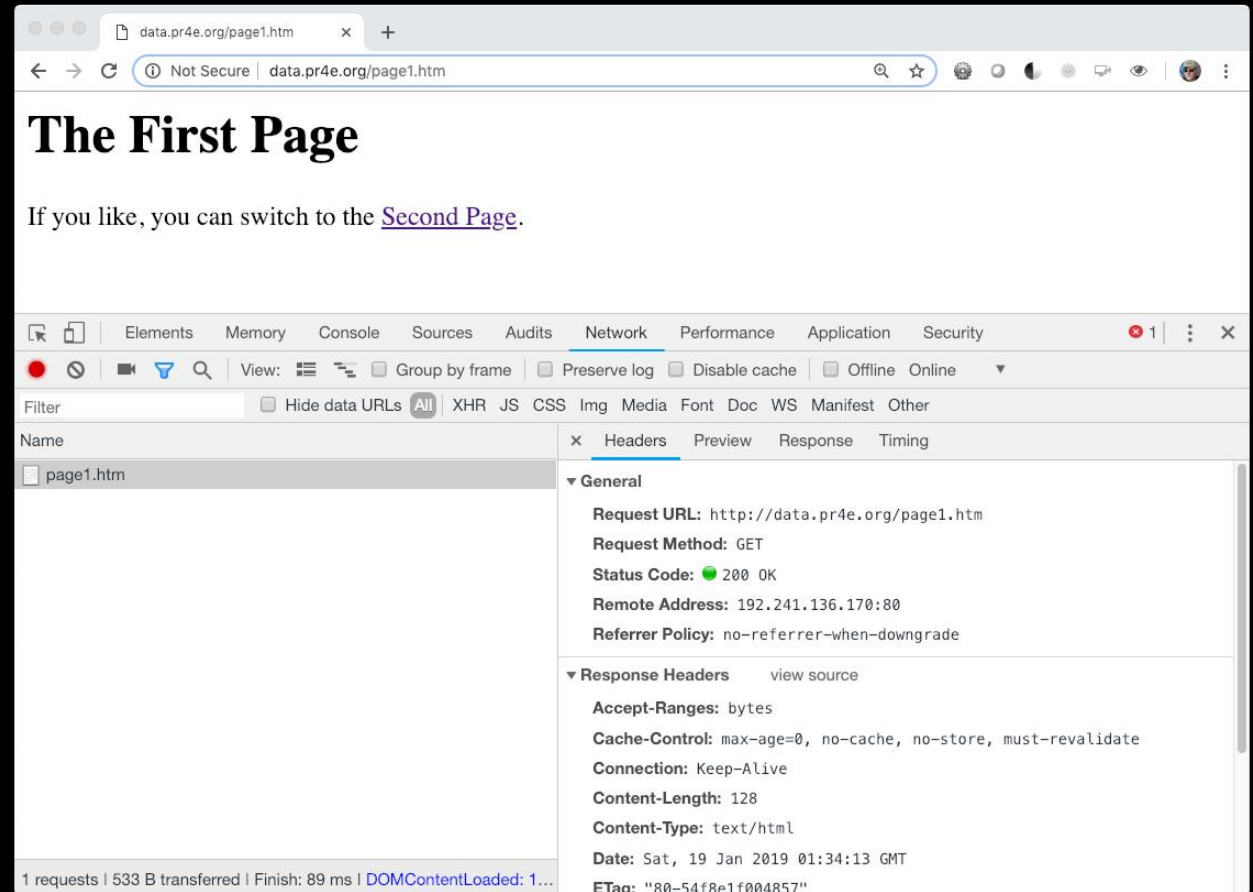 data.pr4e.org/page1.htm
Not Secure data.pr4e.org/page1.htm
The First Page
If you like, you can switch to the Second Page.
Elements Memory Console Sources Audits Network Performance Application Security 1
View: Group by frame Preserve log Disable cache Offline Online
Filter Hide data URLs All XHR JS CSS Img Media Font Doc WS Manifest Other
Name
Headers Preview Response Timing
page1.htm
General
Request URL: http://data.pr4e.org/page1.htm
Request Method: GET
Status Code: 200 OK
Remote Address: 192.241.136.170:80
Referrer Policy: no-referrer-when-downgrade
Response Headers view source
Accept-Ranges: bytes
Cache-Control: max-age=0, no-cache, no-store, must-revalidate
Connection: Keep-Alive
Content-Length: 128
Content-Type: text/html
Date: Sat, 19 Jan 2019 01:34:13 GMT
ETag: "80-54f8e1f004857"
1 requests | 533 B transferred | Finish: 89 ms | DOMContentLoaded: 1...